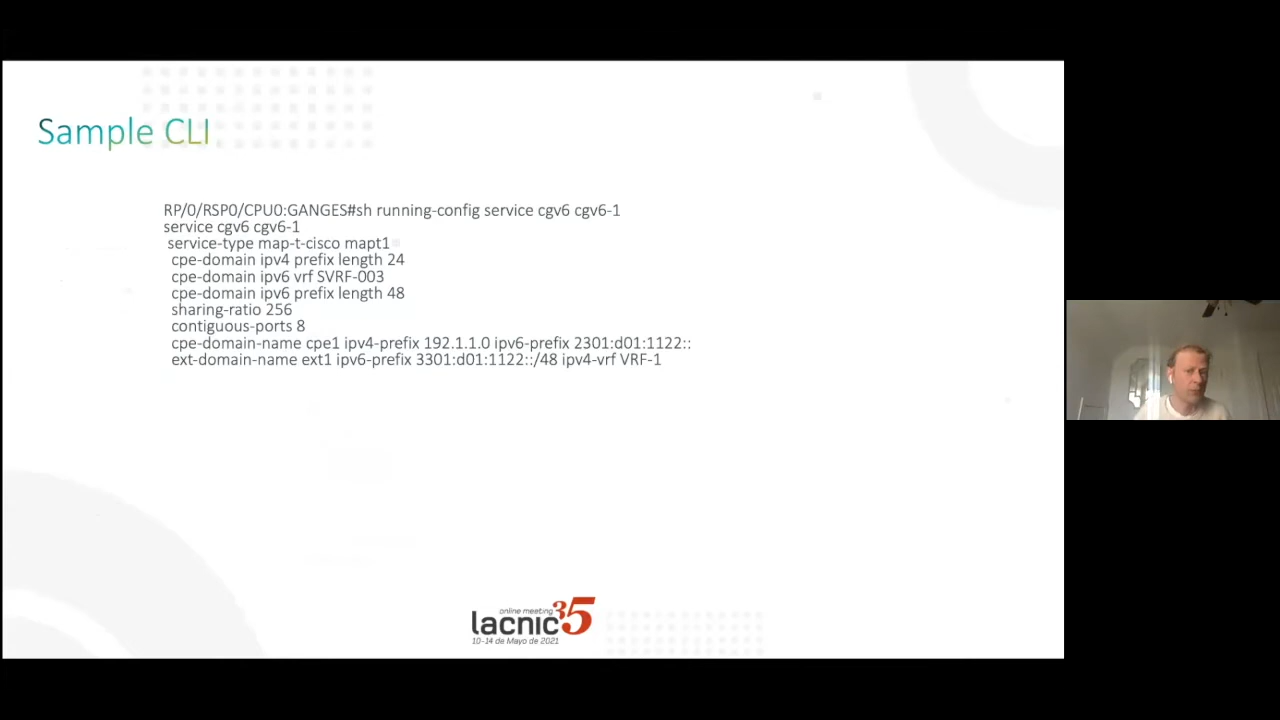 Sample CLI
RP/0/RSP0/CPU0:GANGES#sh running-config service cgv6 cgv6-1
service cgv6 cgv6-1
service-type map-t-cisco mapt1
cpe-domain ipv4 prefix length 24
cpe-domain ipv6 vrf SVRF-003
cpe-domain ipv6 prefix length 48
sharing-ratio 256
contiguous-ports 8
cpe-domain-name cpe1 ipv4-prefix 192.1.1.0 ipv6-prefix 2301:d01:1122::
ext-domain-name ext1 ipv6-prefix 3301:d01:1122::/48 ipv4-vrf VRF-1
online meeting
lacnic35
10-14 de Mayo de 2021